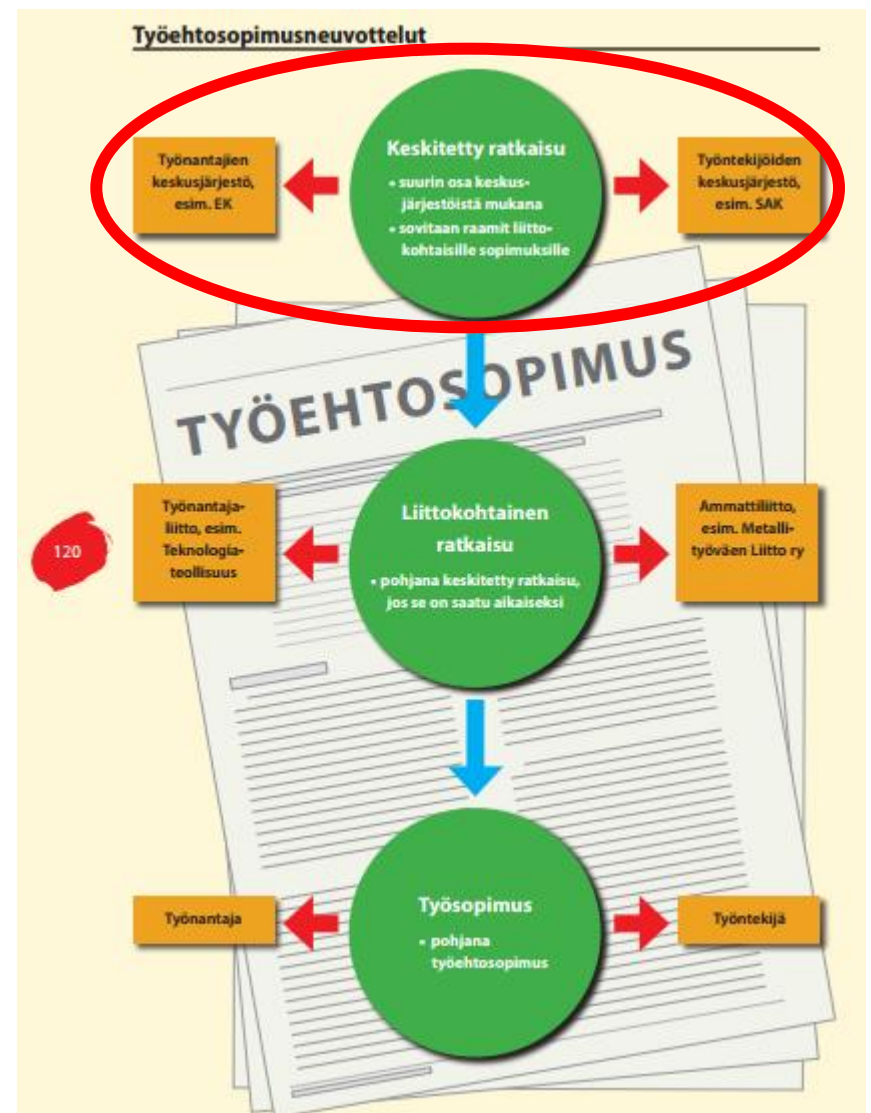 Työehtosopimusneuvottelut
Työnantajien
keskusjärjestö,
esim. EK
Keskitetty ratkaisu
• suurin osa keskus-
järjestöistä mukana
• sovitaan raamit liitto-
kohtaisille sopimuksille
Työntekijöiden
keskusjärjestö,
esim. SAK
TYÖEHTOSOPIMUS
120
Työnantaja-
liitto, esim.
Teknologia-
teollisuus
Liittokohtainen
ratkaisu
• pohjana keskitetty ratkaisu,
jos se on saatu aikaiseksi
Ammattiliitto,
esim. Metalli-
työväen Liitto ry
Työnantaja
Työsopimus
• pohjana
työehtosopimus
Työntekijä